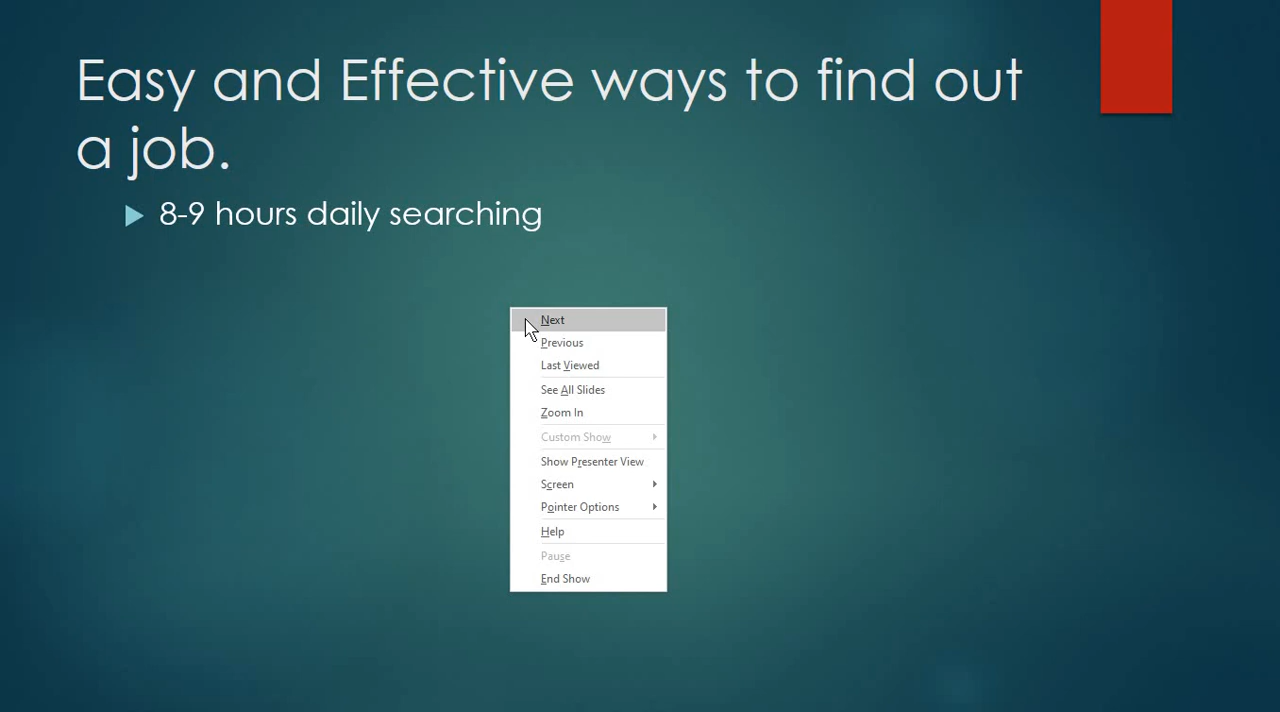 Easy and Effective ways to find out
a job.
8-9 hours daily searching
Next
Previous
Last Viewed
See All Slides
Zoom In
Custom Show
Show Presenter View
Screen
Pointer Options
Help
Pause
End Show